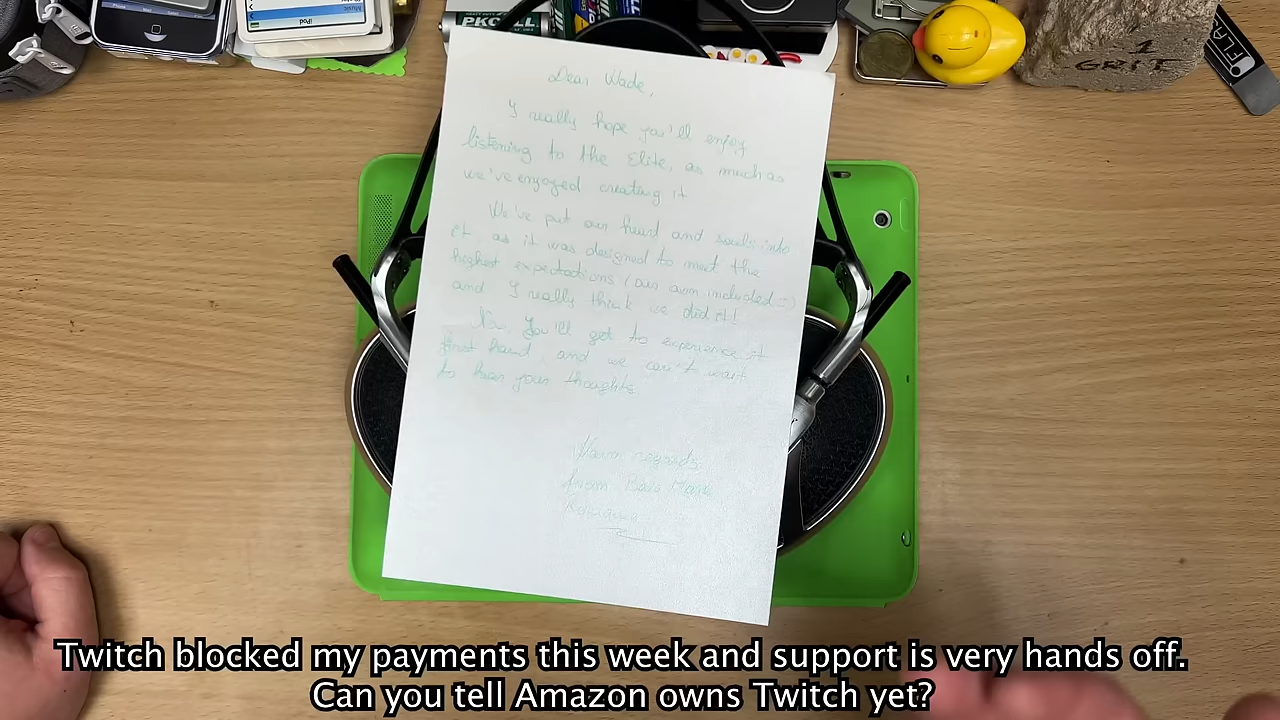 Music
iPod
PKCELL
1
GRIT
FLA
Dear Wade,
I really hope you'll enjoy
listening to the Elite, as much as
we've enjoyed creating it
We've put our heart and souls into
it, as it was designed to meet the
highest expectations (our own included =)
and I really think we did it!
Now, You'll get to experience it
first hand, and we can't wait
to hear your thoughts
Warm regards
from
Twitch blocked my payments this week and support is very hands off.
Can you tell Amazon owns Twitch yet?